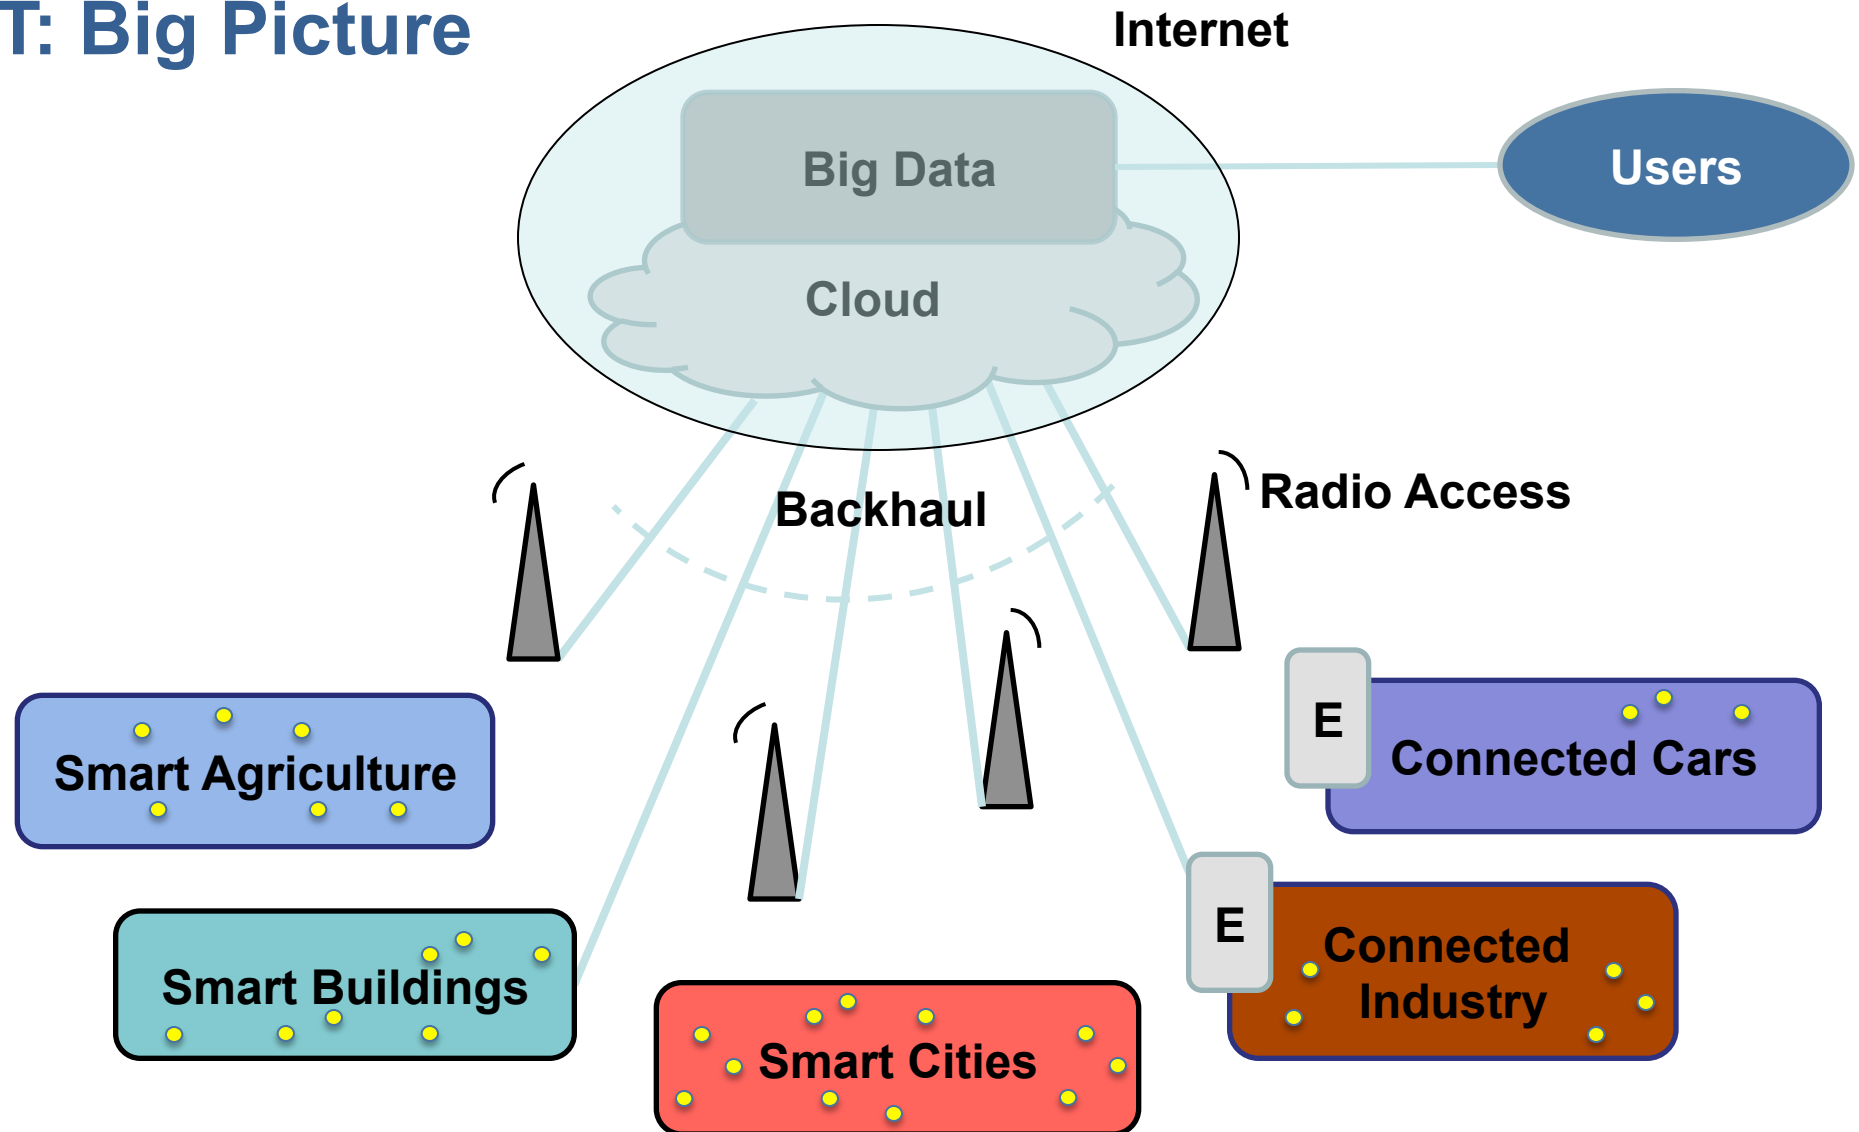 T: Big Picture
Internet
Big Data
Users
Cloud
Backhaul
Radio Access
E
Connected Cars
Smart Agriculture
E
Connected
Industry
Smart Buildings
Smart Cities